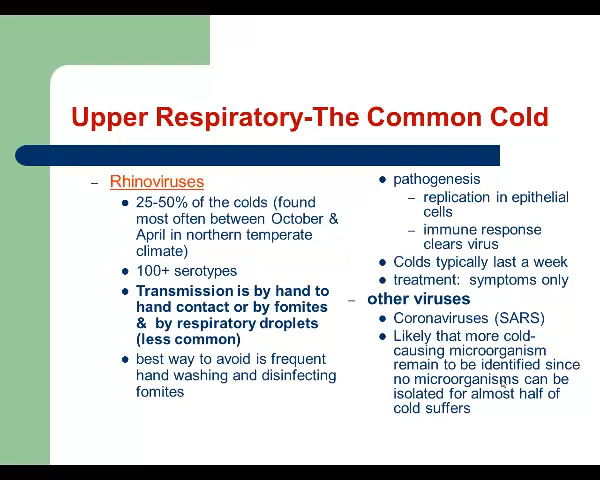 Upper Respiratory-The Common Cold
– Rhinoviruses
• 25-50% of the colds (found
most often between October &
April in northern temperate
climate)
• 100+ serotypes
• Transmission is by hand to
hand contact or by fomites
& by respiratory droplets
(less common)
• best way to avoid is frequent
hand washing and disinfecting
fomites
• pathogenesis
– replication in epithelial
cells
– immune response
clears virus
• Colds typically last a week
• treatment: symptoms only
– other viruses
• Coronaviruses (SARS)
• Likely that more cold-
causing microorganism
remain to be identified since
no microorganisms can be
isolated for almost half of
cold suffers